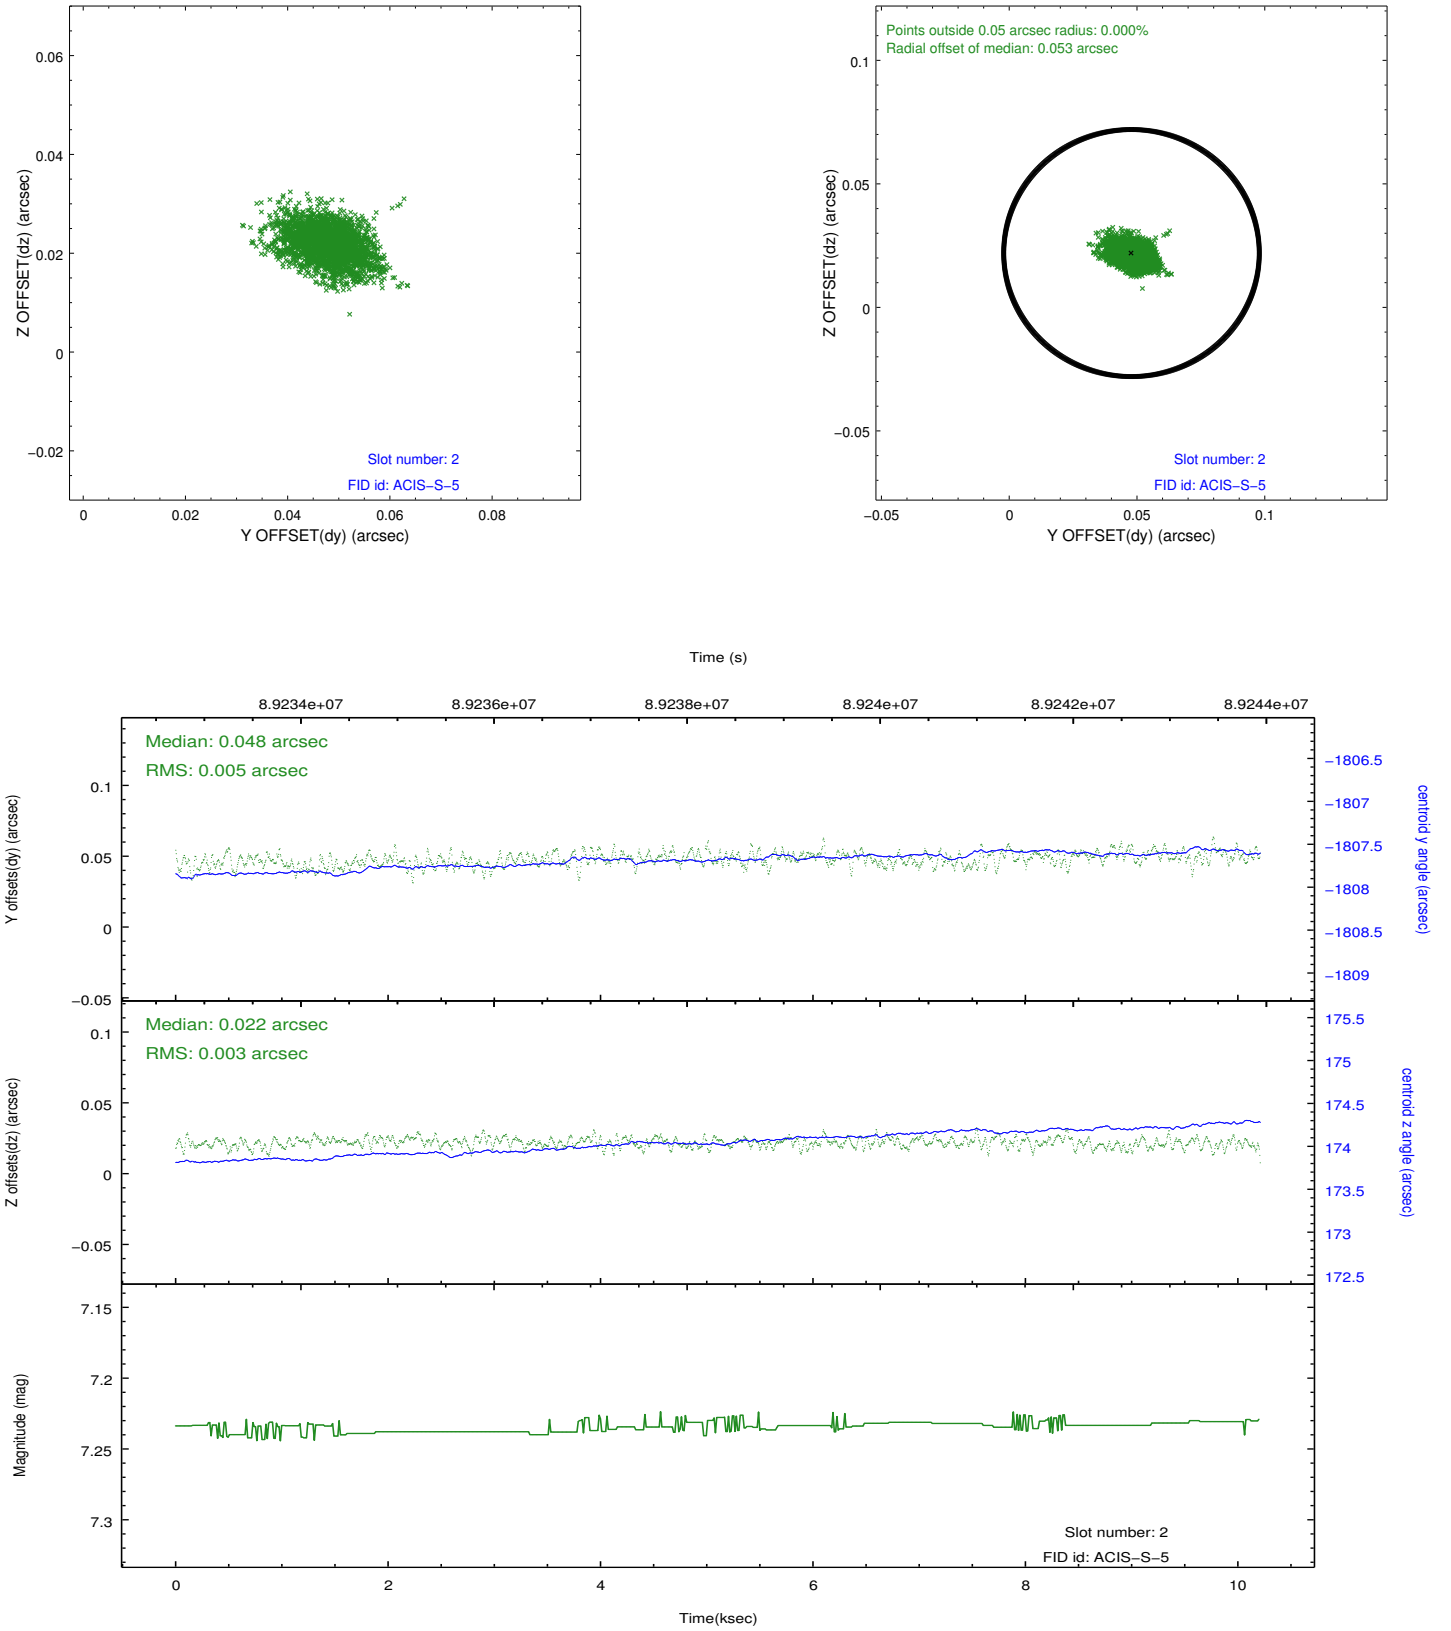 0.06
0.04
0.02
0
−0.02
Z OFFSET(dz) (arcsec)
Slot number: 2
FID id: ACIS−S−5
0 0.02 0.04 0.06 0.08
Y OFFSET(dy) (arcsec)
Points outside 0.05 arcsec radius: 0.000%
Radial offset of median: 0.053 arcsec
0.1
0.05
0
−0.05
Z OFFSET(dz) (arcsec)
Slot number: 2
FID id: ACIS−S−5
−0.05 0 0.05 0.1
Y OFFSET(dy) (arcsec)
Time (s)
8.9234e+07 8.9236e+07 8.9238e+07 8.924e+07 8.9242e+07 8.9244e+07
Median: 0.048 arcsec
RMS: 0.005 arcsec
0.1
0.05
0
−0.05
Y offsets(dy) (arcsec)
−1806.5
−1807
−1807.5
−1808
−1808.5
−1809
centroid y angle (arcsec)
Median: 0.022 arcsec
RMS: 0.003 arcsec
0.1
0.05
0
−0.05
Z offsets(dz) (arcsec)
175.5
175
174.5
174
173.5
173
172.5
centroid z angle (arcsec)
7.15
7.2
7.25
7.3
Magnitude (mag)
Slot number: 2
FID id: ACIS−S−5
0 2 4 6 8 10
Time(ksec)